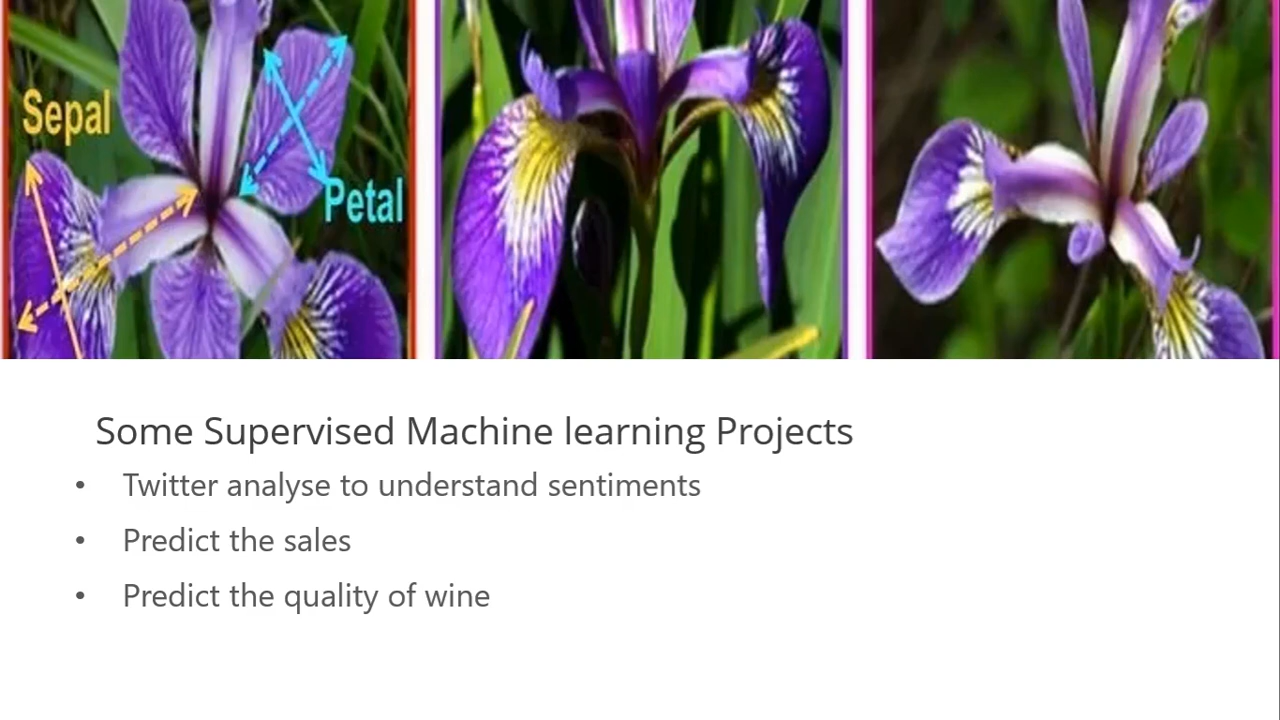 Sepal
Petal
Some Supervised Machine learning Projects
• Twitter analyse to understand sentiments
• Predict the sales
• Predict the quality of wine